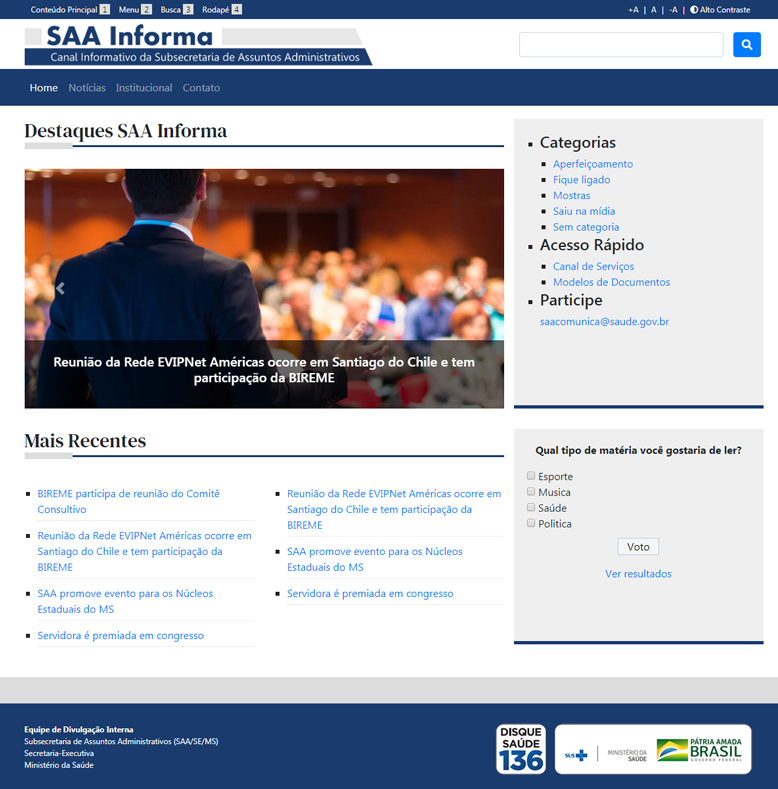 Conteúdo Principal 1 Menu 2 Busca 3 Rodapé 4
+A | A | -A | Alto Contraste
SAA Informa
Canal Informativo da Subsecretaria de Assuntos Administrativos
Home Notícias Institucional Contato
Destaques SAA Informa
Reunião da Rede EVIPNet Américas ocorre em Santiago do Chile e tem
participação da BIREME
Categorias
Aperfeiçoamento
Fique ligado
Mostras
Saiu na mídia
Sem categoria
Acesso Rápido
Canal de Serviços
Modelos de Documentos
Participe
saacomunica@saude.gov.br
Mais Recentes
BIREME participa de reunião do Comitê
Consultivo
Reunião da Rede EVIPNet Américas ocorre em
Santiago do Chile e tem participação da
BIREME
SAA promove evento para os Núcleos
Estaduais do MS
Servidora é premiada em congresso
Reunião da Rede EVIPNet Américas ocorre em
Santiago do Chile e tem participação da
BIREME
SAA promove evento para os Núcleos
Estaduais do MS
Servidora é premiada em congresso
Qual tipo de matéria você gostaria de ler?
Esporte
Musica
Saúde
Politica
Voto
Ver resultados
Equipe de Divulgação Interna
Subsecretaria de Assuntos Administrativos (SAA/SE/MS)
Secretaria-Executiva
Ministério da Saúde
DISQUE
SAÚDE
136
SUS
MINISTÉRIO DA
SAÚDE
PÁTRIA AMADA
BRASIL
GOVERNO FEDERAL